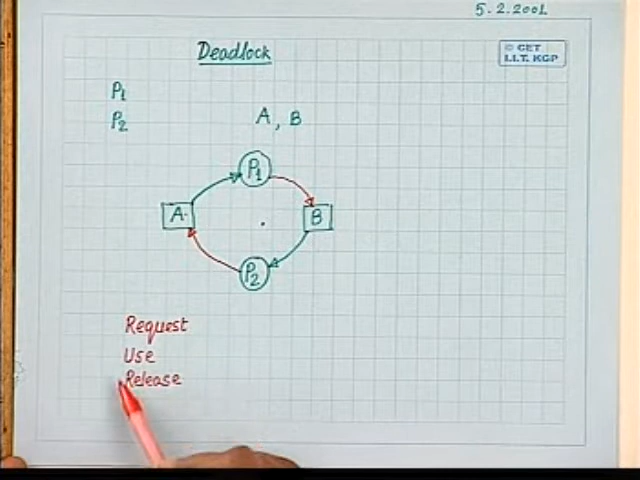 5.2.2001
Deadlock
© CET
I.I.T. KGP
P1
P2
A, B
P1
A
B
P2
Request
Use
Release